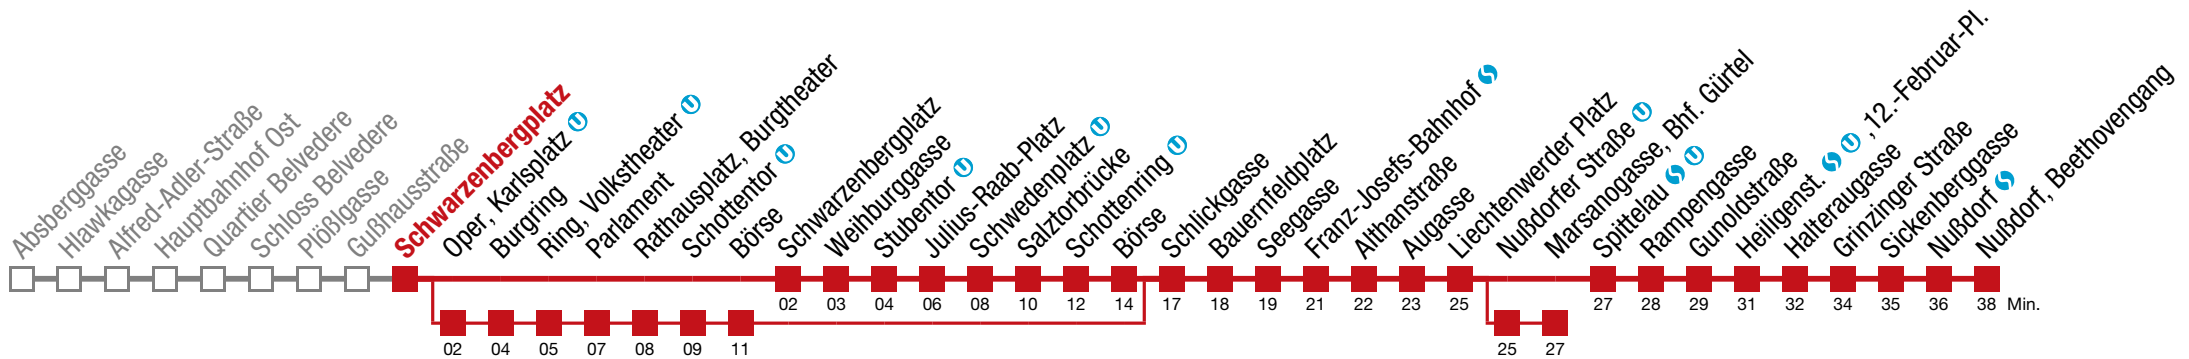 Absberggasse
Hlawkagasse
Alfred-Adler-Straße
Hauptbahnhof Ost
Quartier Belvedere
Schloss Belvedere
Plößlgasse
Gußhausstraße
Schwarzenbergplatz
Oper, Karlsplatz U
Burgring
Ring, Volkstheater U
Parlament
Rathausplatz, Burgtheater
Schottentor U
Börse
Schwarzenbergplatz
Weihburggasse
Stubentor U
Julius-Raab-Platz
Schwedenplatz U
Salztorbrücke
Schottenring U
Börse
Schlickgasse
Bauernfeldplatz
Seegasse
Franz-Josefs-Bahnhof S
Althanstraße
Augasse
Liechtenwerder Platz
Nußdorfer Straße U
Marsanogasse, Bhf. Gürtel
Spittelau S U
Rampengasse
Gunoldstraße
Heiligenst. S U ,12.-Februar-Pl.
Halteraugasse
Grinzinger Straße
Sickenberggasse
Nußdorf S
Nußdorf, Beethovengang
02 03 04 06 08 10 12 14 17 18 19 21 22 23 25 27 28 29 31 32 34 35 36 38 Min.
02 04 05 07 08 09 11 25 27